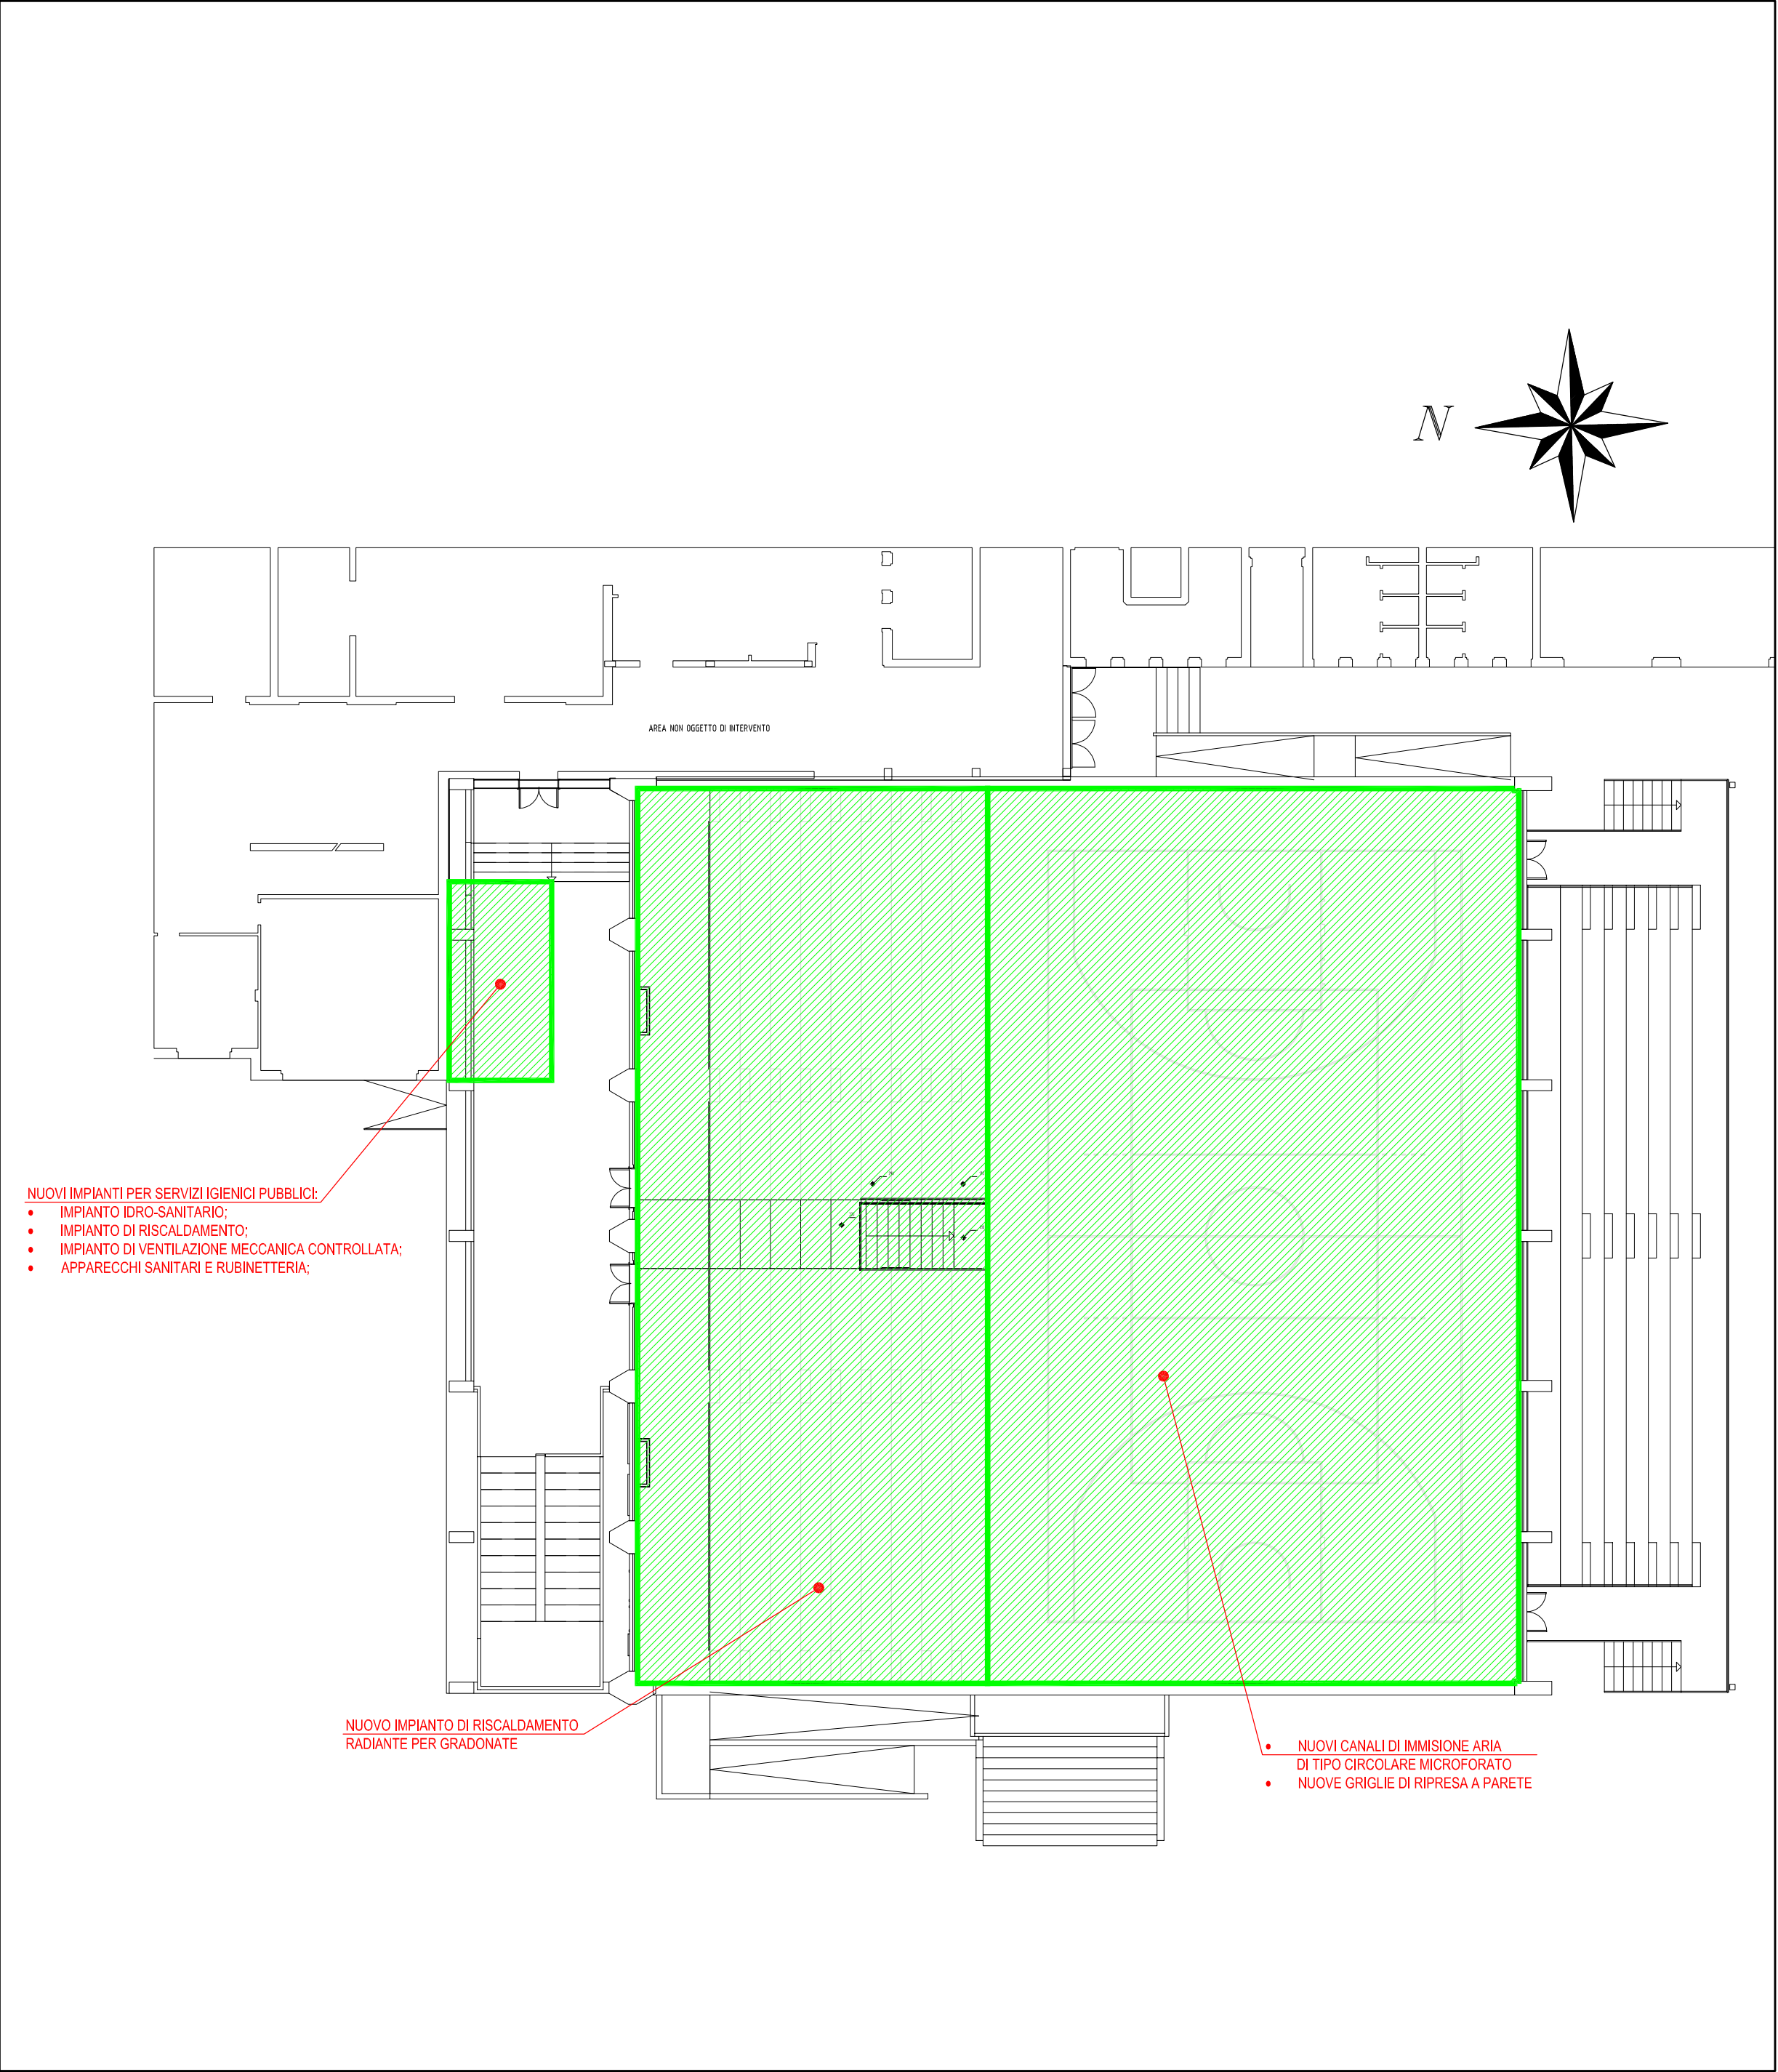 N
AREA NON OGGETTO DI INTERVENTO
NUOVI IMPIANTI PER SERVIZI IGIENICI PUBBLICI:
• IMPIANTO IDRO-SANITARIO;
• IMPIANTO DI RISCALDAMENTO;
• IMPIANTO DI VENTILAZIONE MECCANICA CONTROLLATA;
• APPARECCHI SANITARI E RUBINETTERIA;
NUOVO IMPIANTO DI RISCALDAMENTO
RADIANTE PER GRADONATE
• NUOVI CANALI DI IMMISIONE ARIA
DI TIPO CIRCOLARE MICROFORATO
• NUOVE GRIGLIE DI RIPRESA A PARETE